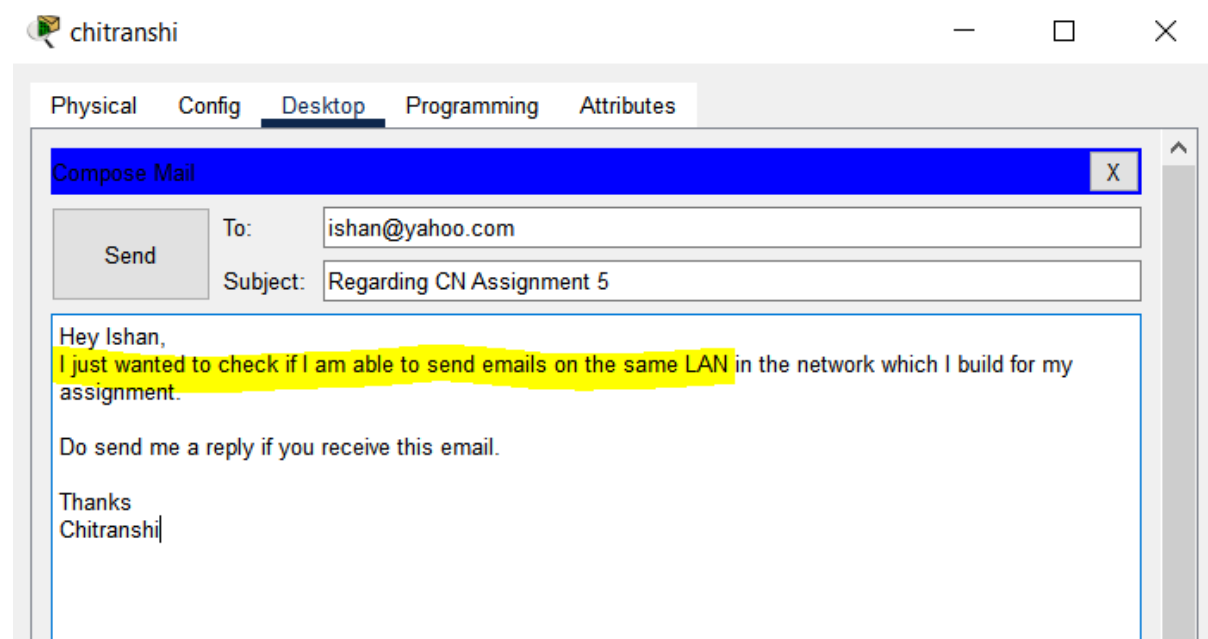 chitranshi
Physical Config Desktop Programming Attributes
Compose Mail X
Send
To: ishan@yahoo.com
Subject: Regarding CN Assignment 5
Hey Ishan,
I just wanted to check if I am able to send emails on the same LAN in the network which I build for my
assignment.
Do send me a reply if you receive this email.
Thanks
Chitranshi